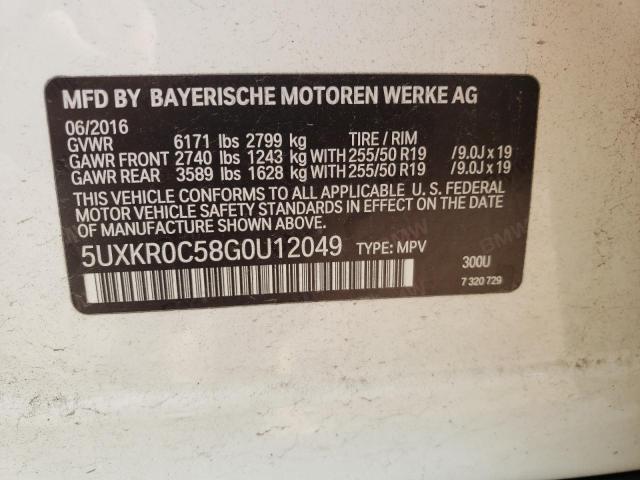 MFD BY BAYERISCHE MOTOREN WERKE AG
06/2016
GVWR 6171 lbs 2799 kg TIRE / RIM
GAWR FRONT 2740 lbs 1243 kg WITH 255/50 R19 / 9.0J x 19
GAWR REAR 3589 lbs 1628 kg WITH 255/50 R19 / 9.0J x 19
THIS VEHICLE CONFORMS TO ALL APPLICABLE U. S. FEDERAL
MOTOR VEHICLE SAFETY STANDARDS IN EFFECT ON THE DATE
OF MANUFACTURE SHOWN ABOVE.
5UXKR0C58G0U12049 TYPE: MPV
300U
7 320 729